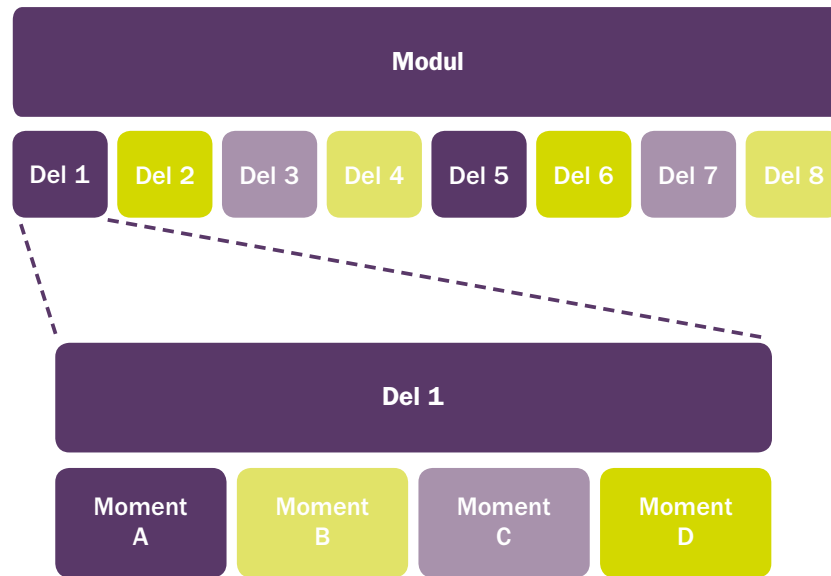 Modul
Del 1 Del 2 Del 3 Del 4 Del 5 Del 6 Del 7 Del 8
Del 1
Moment Moment Moment Moment
A B C D